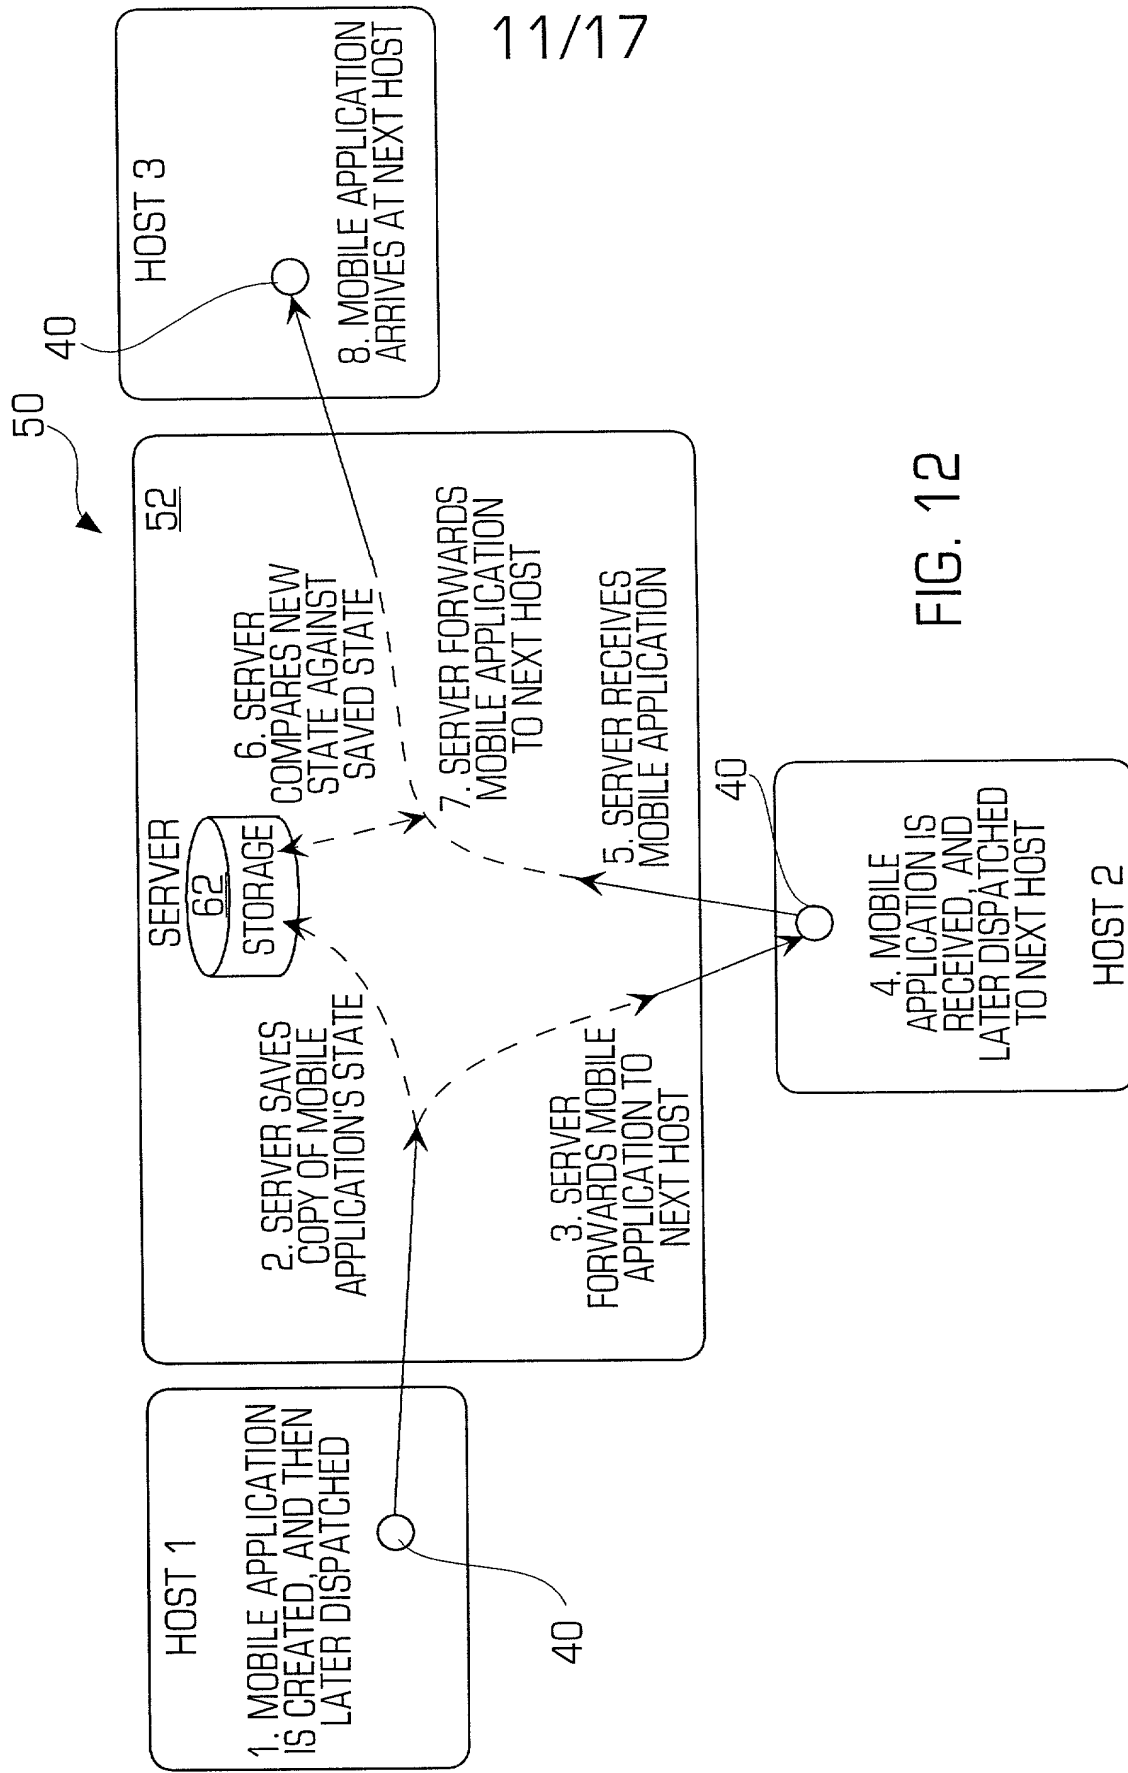 11/17
50
HOST 1
1. MOBILE APPLICATION
IS CREATED, AND THEN
LATER DISPATCHED
40
SERVER
52
62
STORAGE
2. SERVER SAVES
COPY OF MOBILE
APPLICATION'S STATE
3. SERVER
FORWARDS MOBILE
APPLICATION TO
NEXT HOST
40
4. MOBILE
APPLICATION IS
RECEIVED, AND
LATER DISPATCHED
TO NEXT HOST
HOST 2
5. SERVER RECEIVES
MOBILE APPLICATION
6. SERVER
COMPARES NEW
STATE AGAINST
SAVED STATE
7. SERVER FORWARDS
MOBILE APPLICATION
TO NEXT HOST
40
HOST 3
8. MOBILE APPLICATION
ARRIVES AT NEXT HOST
FIG. 12